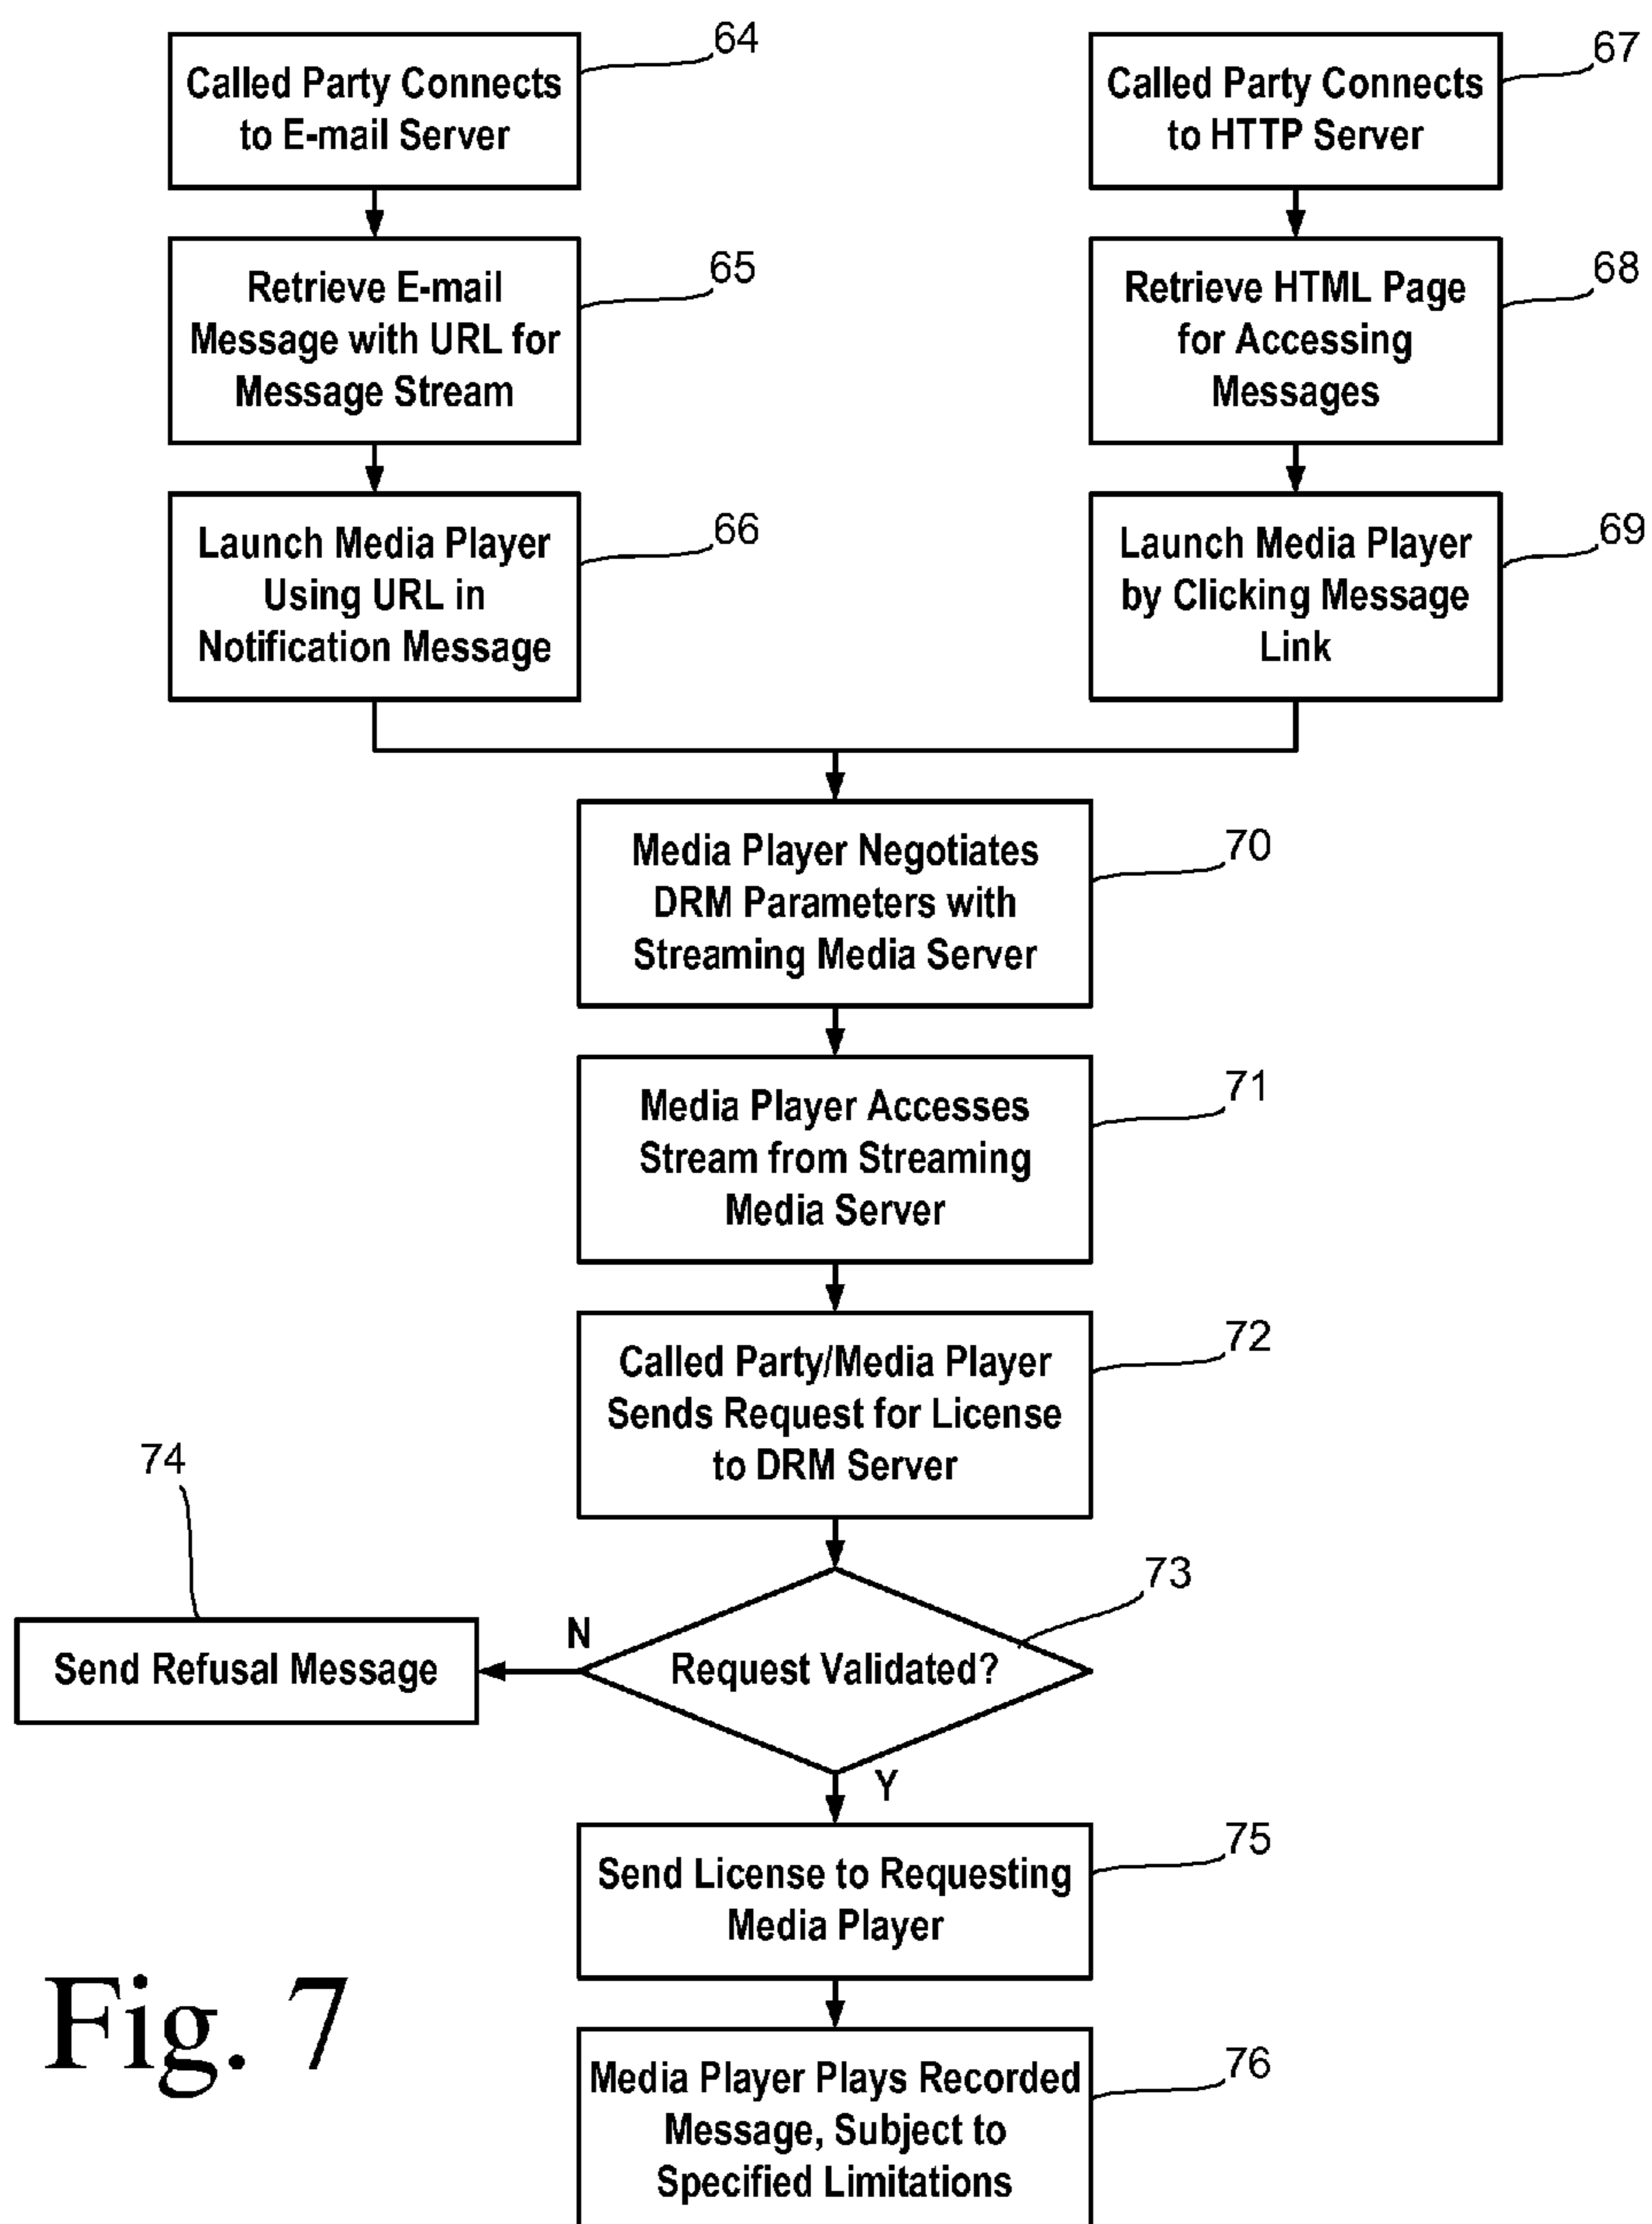 64
Called Party Connects
to E-mail Server
67
Called Party Connects
to HTTP Server
65
Retrieve E-mail
Message with URL for
Message Stream
68
Retrieve HTML Page
for Accessing
Messages
66
Launch Media Player
Using URL in
Notification Message
69
Launch Media Player
by Clicking Message
Link
70
Media Player Negotiates
DRM Parameters with
Streaming Media Server
71
Media Player Accesses
Stream from Streaming
Media Server
72
Called Party/Media Player
Sends Request for License
to DRM Server
73
Request Validated?
N
74
Send Refusal Message
Y
75
Send License to Requesting
Media Player
76
Media Player Plays Recorded
Message, Subject to
Specified Limitations
Fig. 7